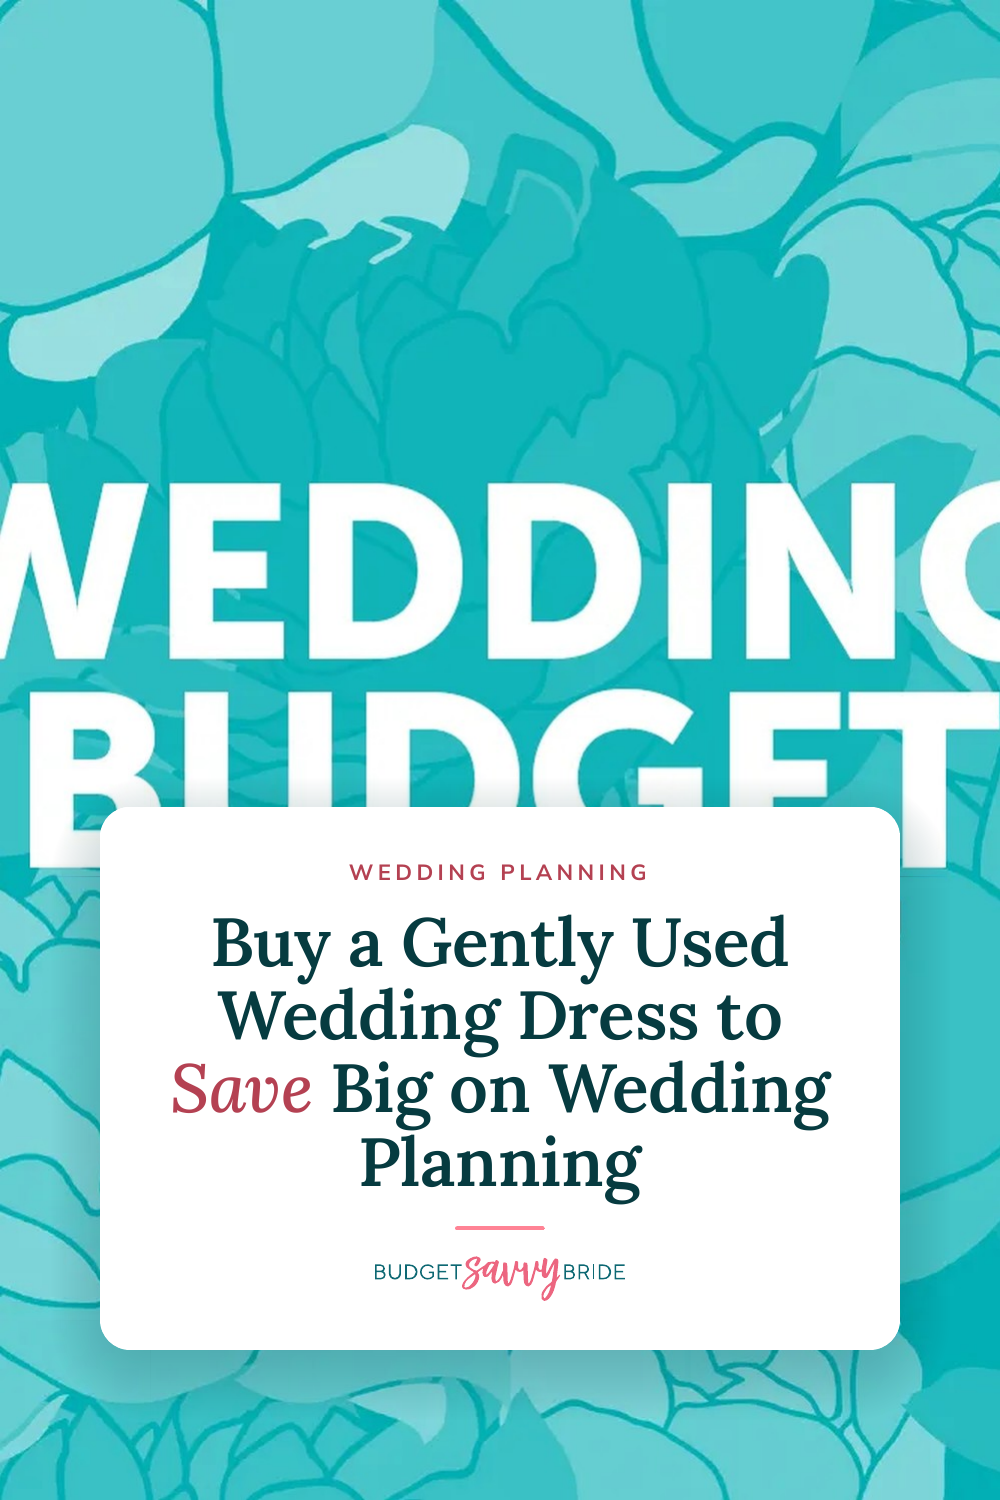 WEDDING
BUDGET
WEDDING PLANNING
Buy a Gently Used
Wedding Dress to
Save Big on Wedding
Planning
BUDGET savvy BRIDE